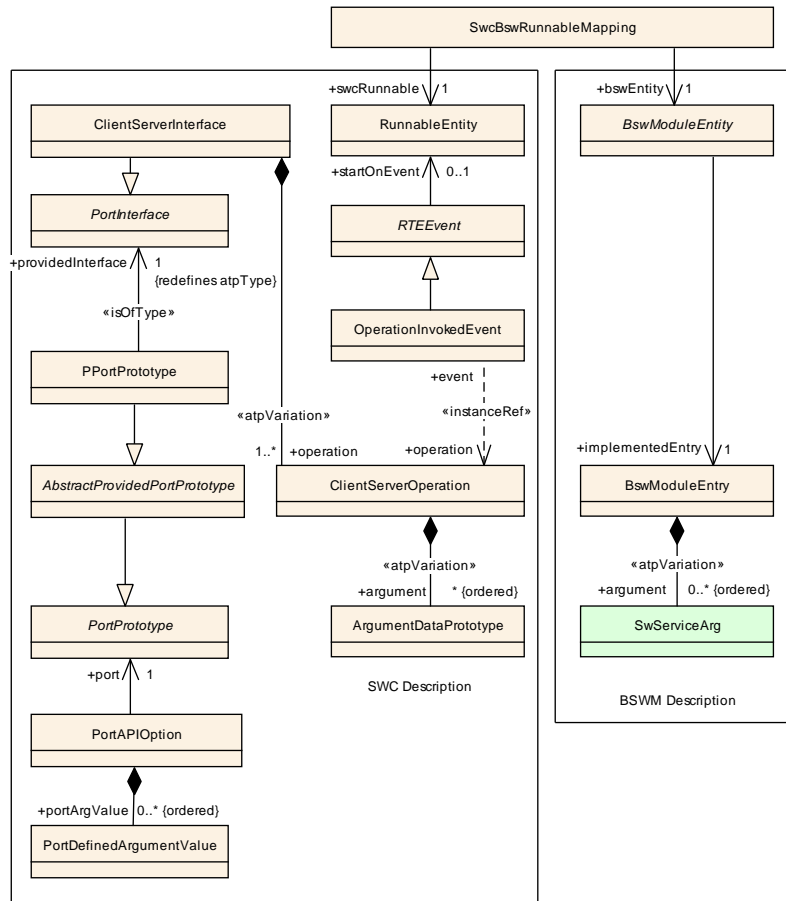 SwcBswRunnableMapping
+swcRunnable 1
+bswEntity 1
ClientServerInterface
RunnableEntity
BswModuleEntity
+startOnEvent 0..1
PortInterface
RTEEvent
+providedInterface 1
{redefines atpType}
«isOfType»
OperationInvokedEvent
PPortPrototype
+event
«atpVariation»
«instanceRef»
1..* +operation
+operation
+implementedEntry 1
AbstractProvidedPortPrototype
ClientServerOperation
BswModuleEntry
«atpVariation»
«atpVariation»
+argument * {ordered}
+argument 0..* {ordered}
PortPrototype
ArgumentDataPrototype
SwServiceArg
+port 1
SWC Description
BSWM Description
PortAPIOption
+portArgValue 0..* {ordered}
PortDefinedArgumentValue